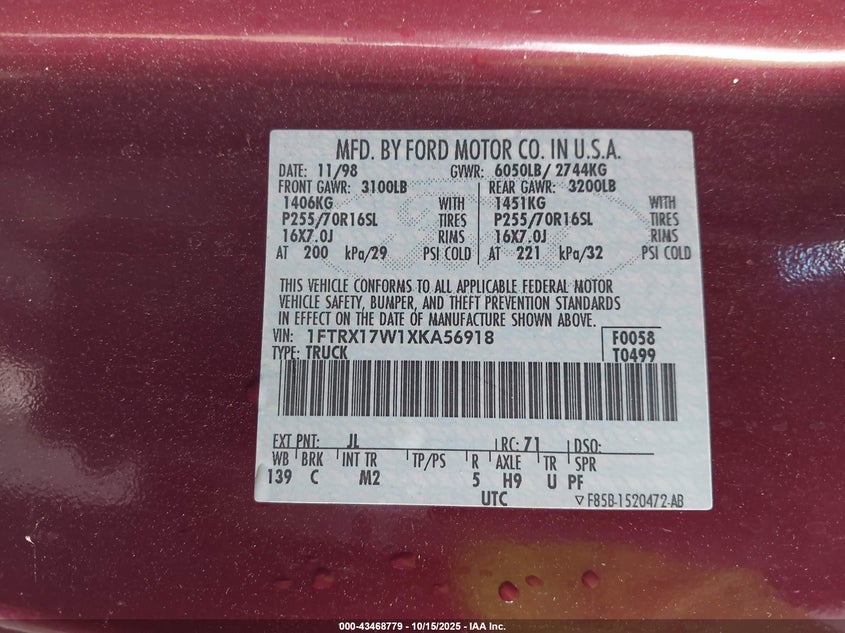 MFD. BY FORD MOTOR CO. IN U.S.A.
DATE: 11/98 GVWR: 6050LB/ 2744KG
FRONT GAWR: 3100LB REAR GAWR: 3200LB
1406KG WITH 1451KG WITH
P255/70R16SL TIRES P255/70R16SL TIRES
16X7.0J RIMS 16X7.0J RIMS
AT 200 kPa/29 PSI COLD AT 221 kPa/32 PSI COLD
THIS VEHICLE CONFORMS TO ALL APPLICABLE FEDERAL MOTOR
VEHICLE SAFETY, BUMPER, AND THEFT PREVENTION STANDARDS
IN EFFECT ON THE DATE OF MANUFACTURE SHOWN ABOVE.
VIN: 1FTRX17W1XKA56918 F0058
TYPE: TRUCK T0499
EXT PNT: JL RC: 71 DSO:
WB BRK INT TR TP/PS R AXLE TR SPR
139 C M2 5 H9 U PF
UTC F85B-1520472-AB
000-43468779 - 10/15/2025 - IAA Inc.